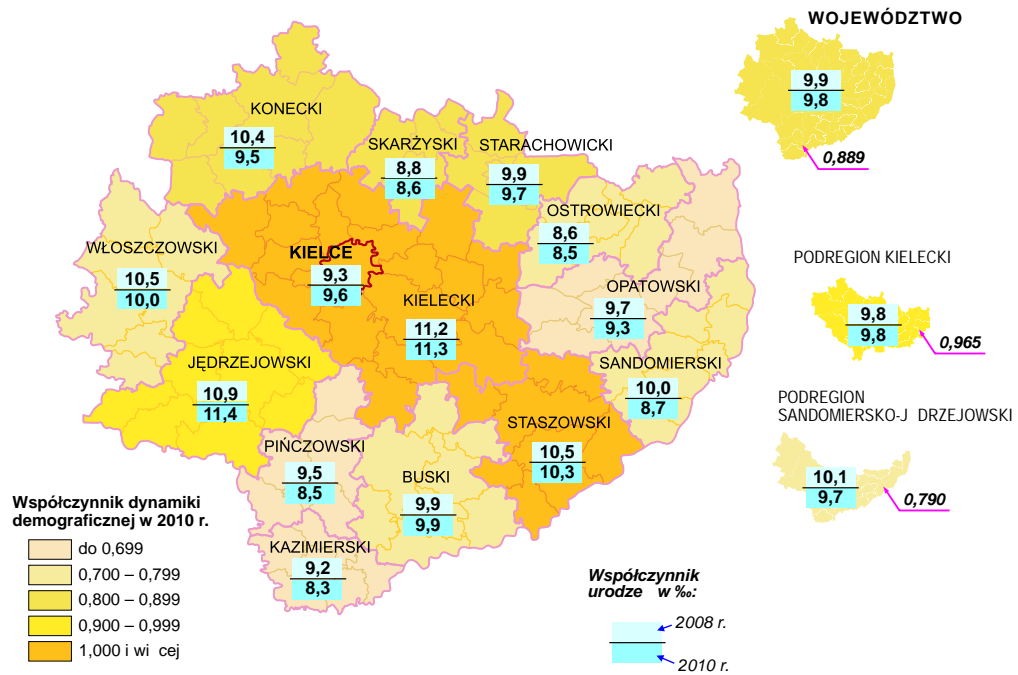 WOJEWÓDZTWO
9,9
9,8
0,889
KONECKI
10,4
9,5
SKARŻYSKI
8,8
8,6
STARACHOWICKI
9,9
9,7
OSTROWIECKI
8,6
8,5
WŁOSZCZOWSKI
10,5
10,0
KIELCE
9,3
9,6
KIELECKI
11,2
11,3
OPATOWSKI
9,7
9,3
PODREGION KIELECKI
9,8
9,8
0,965
JĘDRZEJOWSKI
10,9
11,4
SANDOMIERSKI
10,0
8,7
PODREGION
SANDOMIERSKO-J DRZEJOWSKI
10,1
9,7
0,790
STASZOWSKI
10,5
10,3
PIŃCZOWSKI
9,5
8,5
BUSKI
9,9
9,9
KAZIMIERSKI
9,2
8,3
Współczynnik dynamiki
demograficznej w 2010 r.
do 0,699
0,700 – 0,799
0,800 – 0,899
0,900 – 0,999
1,000 i wi cej
Współczynnik
urodze w ‰:
2008 r.
2010 r.